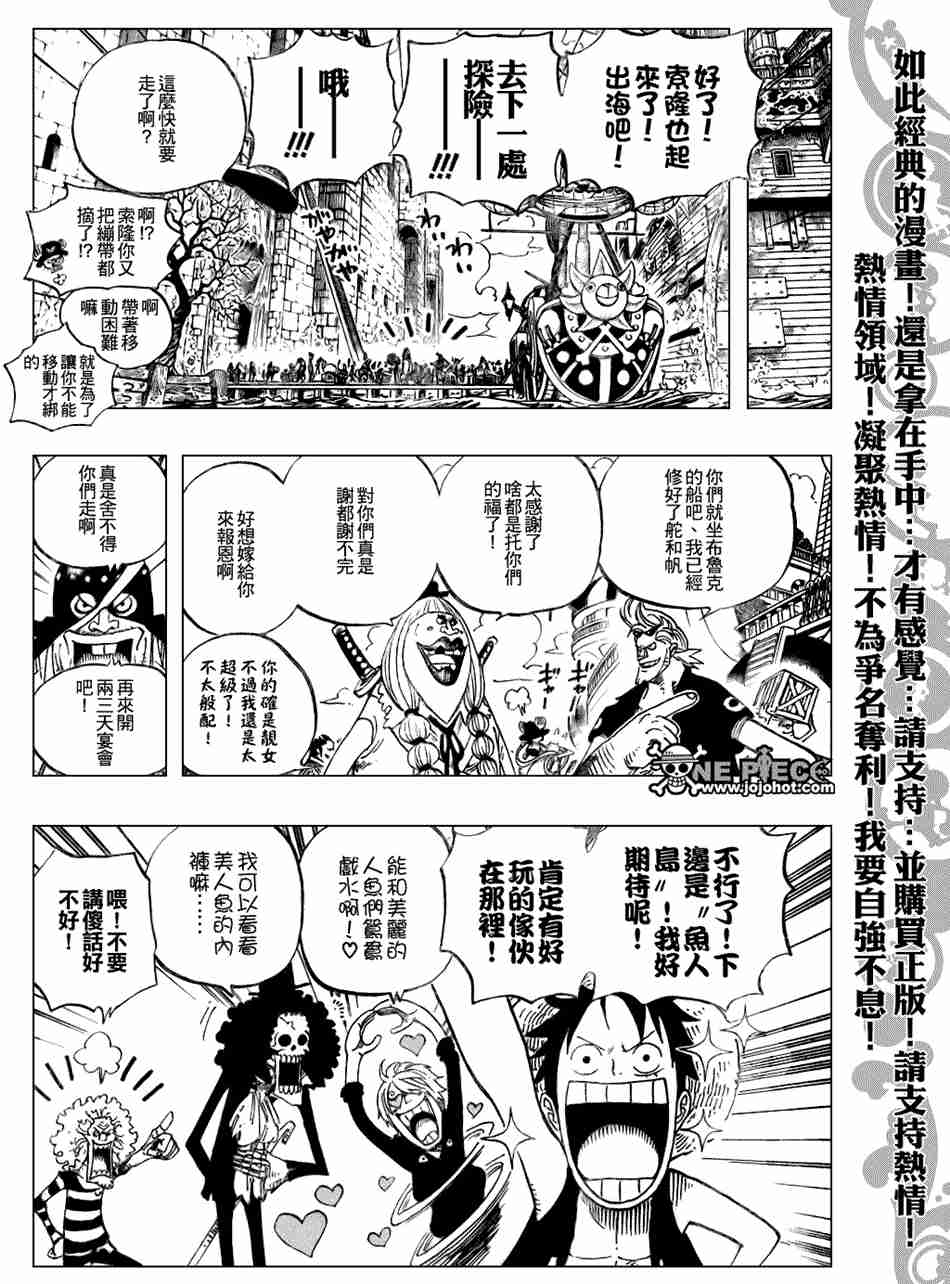 如此經典的漫畫！還是拿在手中…才有感覺…請支持…並購買正版！！請支持熱情！
熱情領域！凝聚熱情！不為爭名奪利！我要自強不息！
好了！
索隆也起
來了！
出海吧！
去下一處
探險——
!!!
哦——
——
!!!
這麼快就要
走了啊？
わい
わい
がやがや
啊!?
索隆你又
把繃帶都
摘了!?
啊
帶著移
動困難
嘛
就是為了
讓你不能
移動才綁
的
你們就坐布魯克
的船吧、我已經
修好了舵和帆
太感謝了
啥都是托你們
的福了！
對你們真是
謝都謝不完
好想嫁給你
來報恩啊
你的確是靚女
不過我還是太
超級了！
不太般配！
ONE PIECE
www.jojohot.com
真是舍不得
你們走啊
再來開
兩三天宴會
吧！
不行了！下
邊是〝魚人
島〃！我好
期待呢！
肯定有好
玩的傢伙
在那裡！
能和美麗的
人魚們鴛鴦
戲水啊！♡
我可以看看
美人魚的內
褲嘛……
喂！不要
講傻話好
不好！